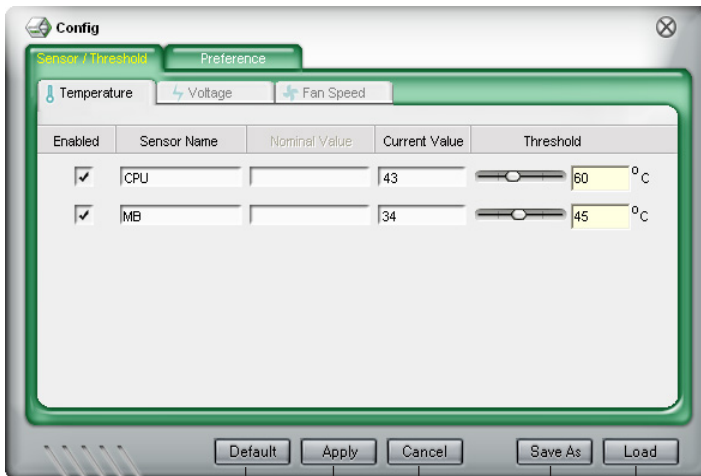 Config
Sensor / Threshold Preference
Temperature Voltage Fan Speed
Enabled Sensor Name Nominal Value Current Value Threshold
CPU 43 60 °C
MB 34 45 °C
Default Apply Cancel Save As Load